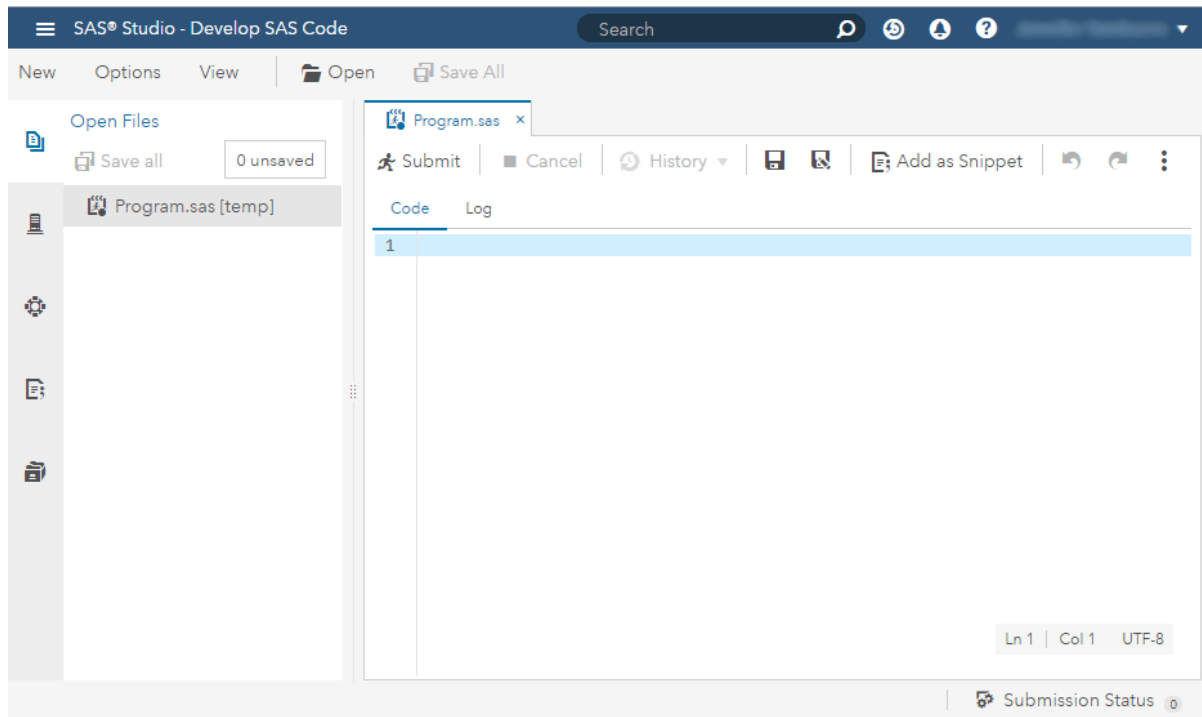 SAS® Studio - Develop SAS Code Search
New Options View Open Save All
Open Files
Save all 0 unsaved
Program.sas [temp]
Program.sas ×
Submit Cancel History Add as Snippet
Code Log
1
Ln 1 Col 1 UTF-8
Submission Status 0